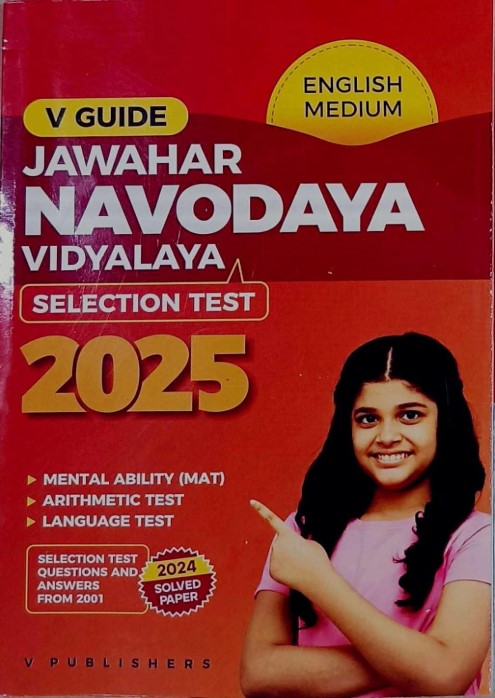 ENGLISH
MEDIUM
V GUIDE
JAWAHAR
NAVODAYA
VIDYALAYA
SELECTION TEST
2025
MENTAL ABILITY (MAT)
ARITHMETIC TEST
LANGUAGE TEST
SELECTION TEST
QUESTIONS AND
ANSWERS
FROM 2001
2024
SOLVED
PAPER
V PUBLISHERS